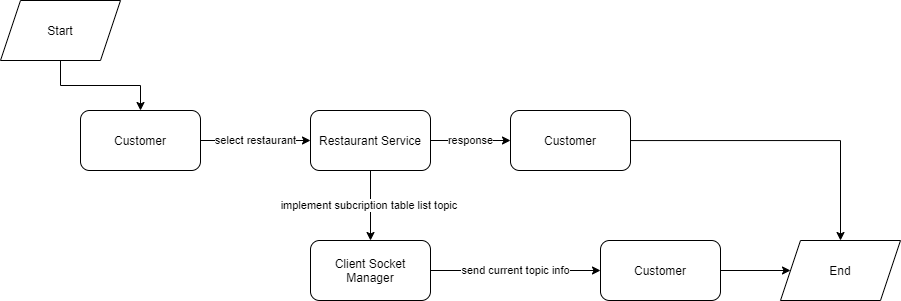 Start
Customer
select restaurant
Restaurant Service
response
Customer
implement subcription table list topic
Client Socket
Manager
send current topic info
Customer
End